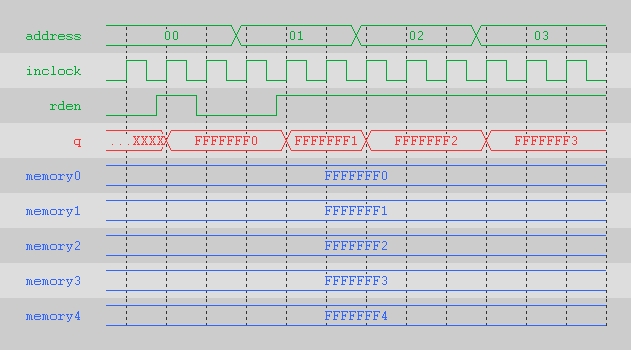 address 00 01 02 03
inclock
rden
q ...XXXX FFFFFFF0 FFFFFFF1 FFFFFFF2 FFFFFFF3
memory0 FFFFFFF0
memory1 FFFFFFF1
memory2 FFFFFFF2
memory3 FFFFFFF3
memory4 FFFFFFF4